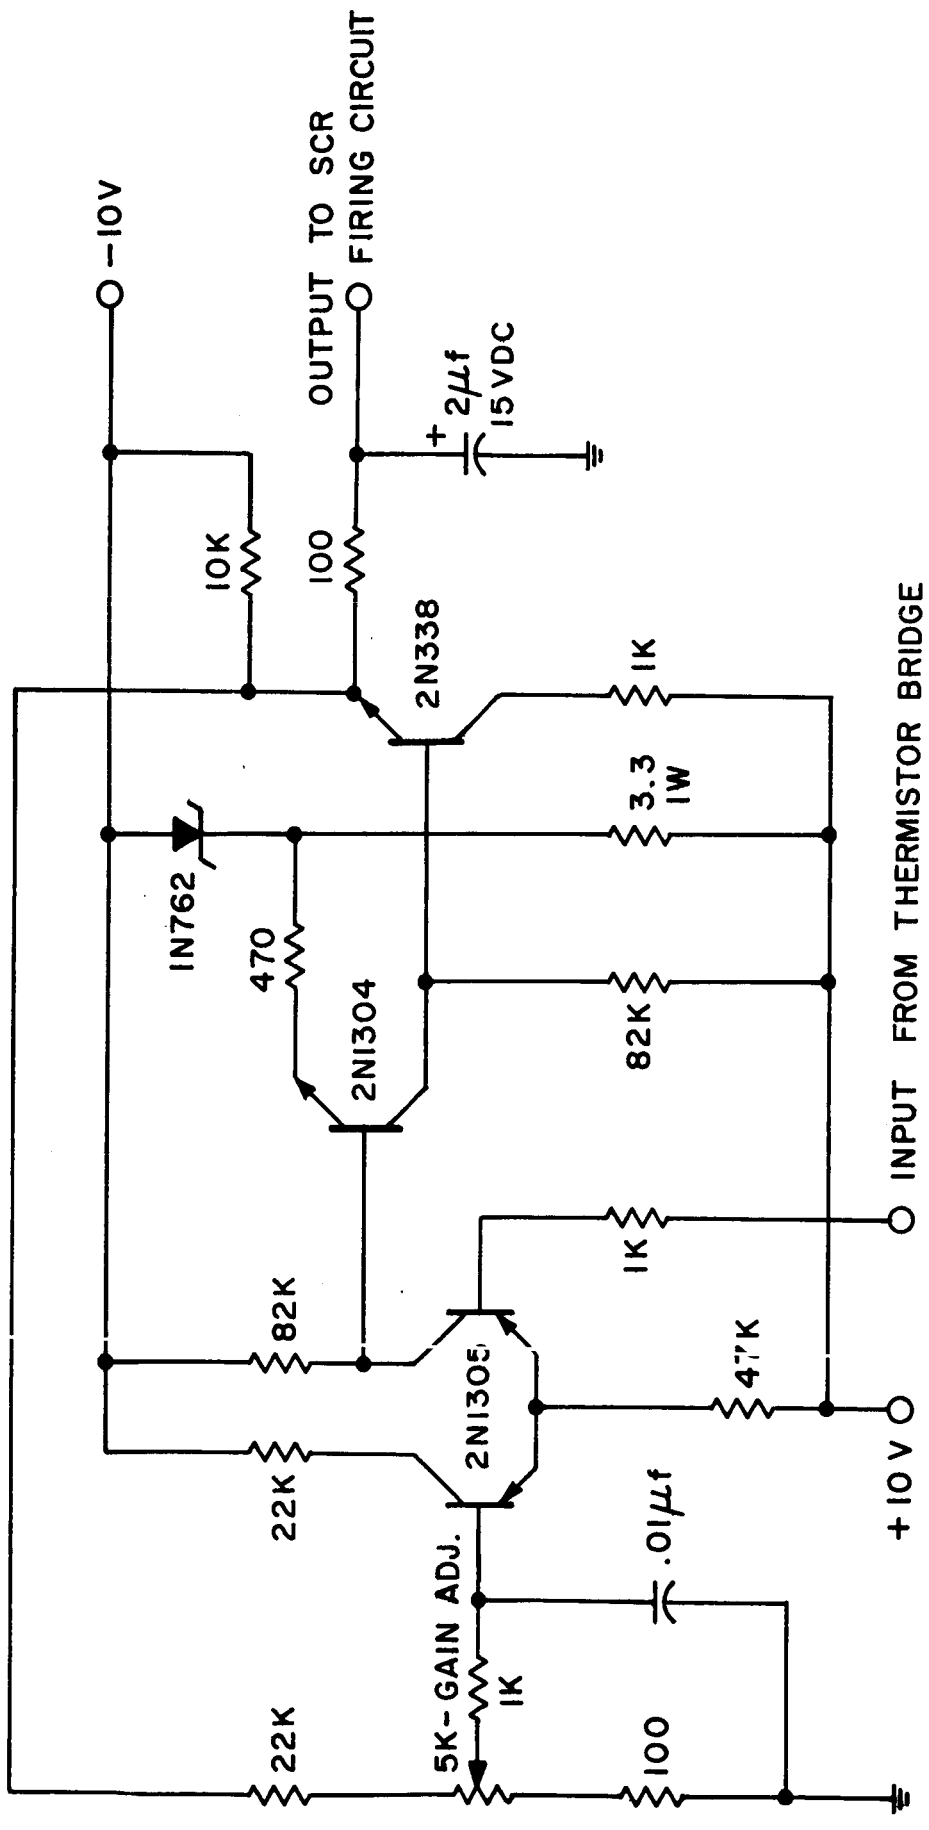 -10V
OUTPUT TO SCR
FIRING CIRCUIT
10K
100
+
2μf
15VDC
2N338
1K
3.3
1W
1N762
470
2N1304
82K
82K
1K
22K
2N1305
47K
5K-GAIN ADJ.
1K
.01μf
22K
100
+10V
INPUT FROM THERMISTOR BRIDGE